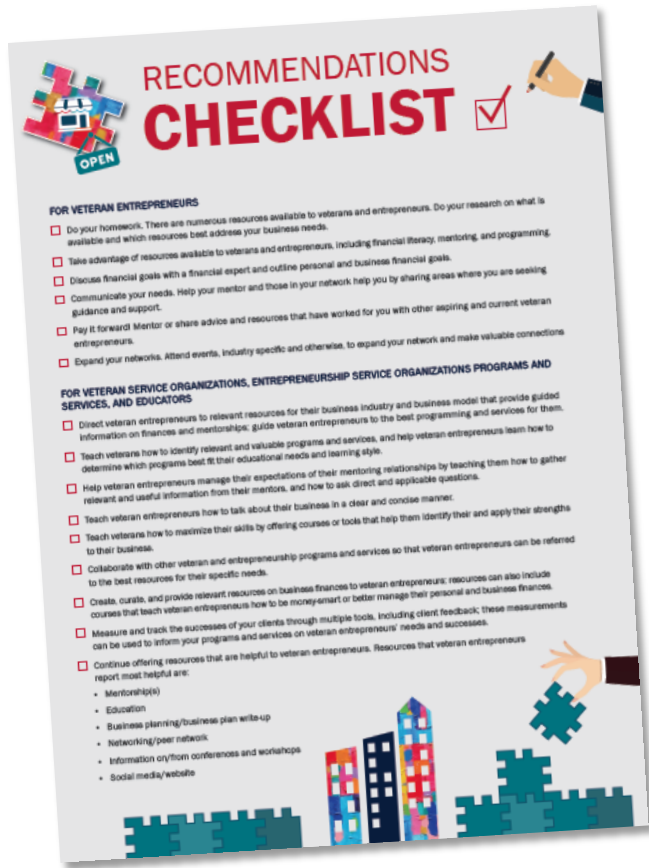 RECOMMENDATIONS
CHECKLIST
OPEN
FOR VETERAN ENTREPRENEURS
Do your homework. There are numerous resources available to veterans and entrepreneurs. Do your research on what is
available and which resources best address your business needs.
Take advantage of resources available to veterans and entrepreneurs, including financial literacy, mentoring, and programming.
Discuss financial goals with a financial expert and outline personal and business financial goals.
Communicate your needs. Help your mentor and those in your network help you by sharing areas where you are seeking
guidance and support.
Pay it forward! Mentor or share advice and resources that have worked for you with other aspiring and current veteran
entrepreneurs.
Expand your networks. Attend events, industry specific and otherwise, to expand your network and make valuable connections
FOR VETERAN SERVICE ORGANIZATIONS, ENTREPRENEURSHIP SERVICE ORGANIZATIONS PROGRAMS AND
SERVICES, AND EDUCATORS
Direct veteran entrepreneurs to relevant resources for their business industry and business model that provide guided
information on finances and mentorships; guide veteran entrepreneurs to the best programming and services for them.
Teach veterans how to identify relevant and valuable programs and services, and help veteran entrepreneurs learn how to
determine which programs best fit their educational needs and learning style.
Help veteran entrepreneurs manage their expectations of their mentoring relationships by teaching them how to gather
relevant and useful information from their mentors, and how to ask direct and applicable questions.
Teach veteran entrepreneurs how to talk about their business in a clear and concise manner.
Teach veterans how to maximize their skills by offering courses or tools that help them identify their and apply their strengths
to their business.
Collaborate with other veteran and entrepreneurship programs and services so that veteran entrepreneurs can be referred
to the best resources for their specific needs.
Create, curate, and provide relevant resources on business finances to veteran entrepreneurs; resources can also include
courses that teach veteran entrepreneurs how to be money-smart or better manage their personal and business finances.
Measure and track the successes of your clients through multiple tools, including client feedback; these measurements
can be used to inform your programs and services on veteran entrepreneurs' needs and successes.
Continue offering resources that are helpful to veteran entrepreneurs. Resources that veteran entrepreneurs
report most helpful are:
• Mentorship(s)
• Education
• Business planning/business plan write-up
• Networking/peer network
• Information on/from conferences and workshops
• Social media/website